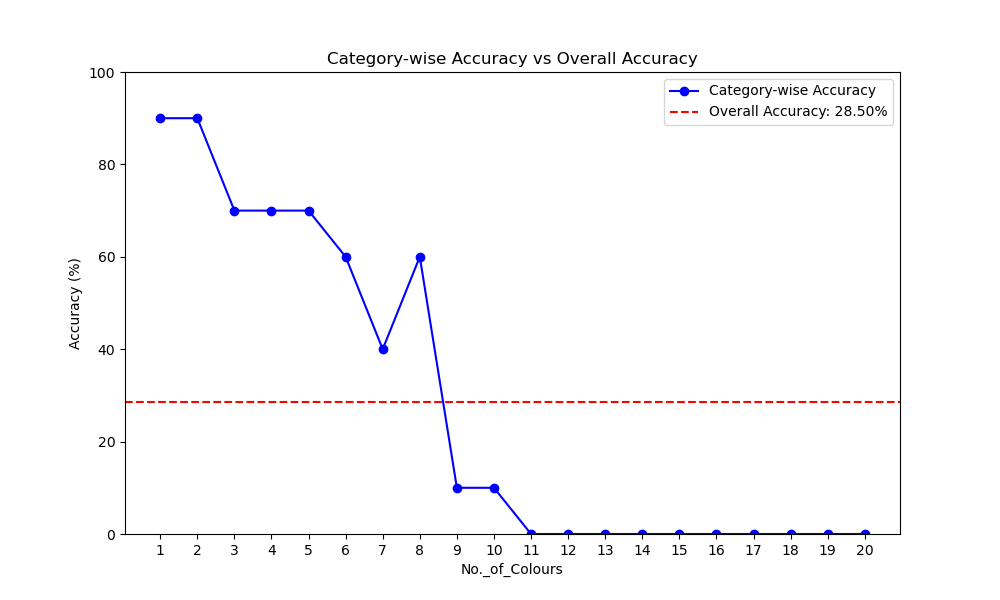 Category-wise Accuracy vs Overall Accuracy
Category-wise Accuracy
Overall Accuracy: 28.50%
Accuracy (%)
100
80
60
40
20
0
1 2 3 4 5 6 7 8 9 10 11 12 13 14 15 16 17 18 19 20
No._of_Colours